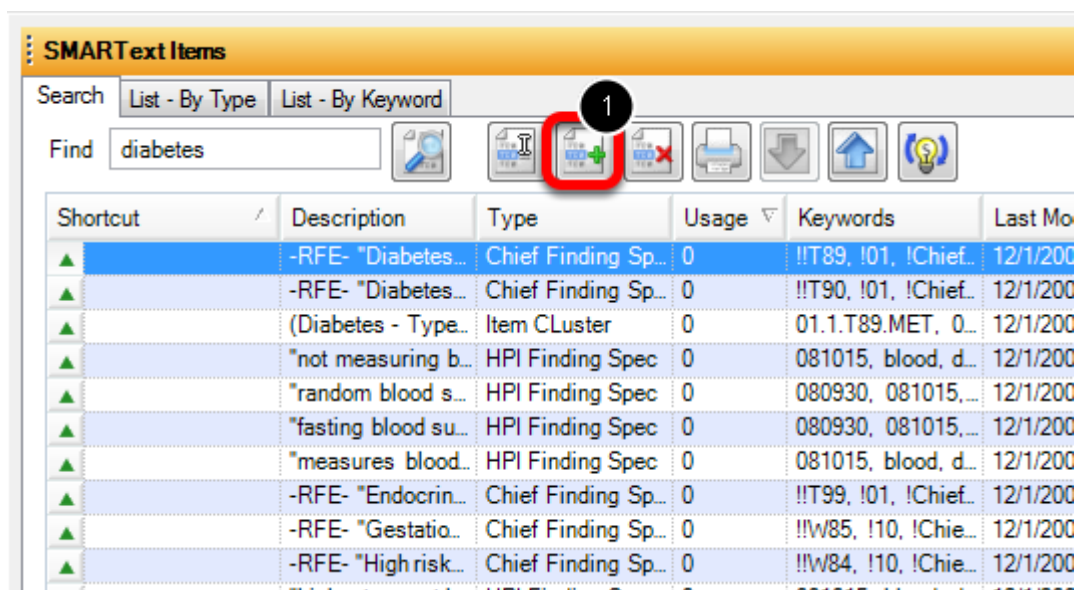 SMARText Items
Search List - By Type List - By Keyword
1
Find diabetes
Shortcut Description Type Usage Keywords Last Mo
-RFE- "Diabetes... Chief Finding Sp... 0 !!T89, !01, !Chief... 12/1/200
-RFE- "Diabetes... Chief Finding Sp... 0 !!T90, !01, !Chief... 12/1/200
(Diabetes - Type... Item CLuster 0 01.1.T89.MET, 0... 12/1/200
"not measuring b... HPI Finding Spec 0 081015, blood, d... 12/1/200
"random blood s... HPI Finding Spec 0 080930, 081015,... 12/1/200
"fasting blood su... HPI Finding Spec 0 080930, 081015,... 12/1/200
"measures blood... HPI Finding Spec 0 081015, blood, d... 12/1/200
-RFE- "Endocrin... Chief Finding Sp... 0 !!T99, !01, !Chief... 12/1/200
-RFE- "Gestatio... Chief Finding Sp... 0 !!W85, !10, !Chie... 12/1/200
-RFE- "High risk... Chief Finding Sp... 0 !!W84, !10, !Chie... 12/1/200